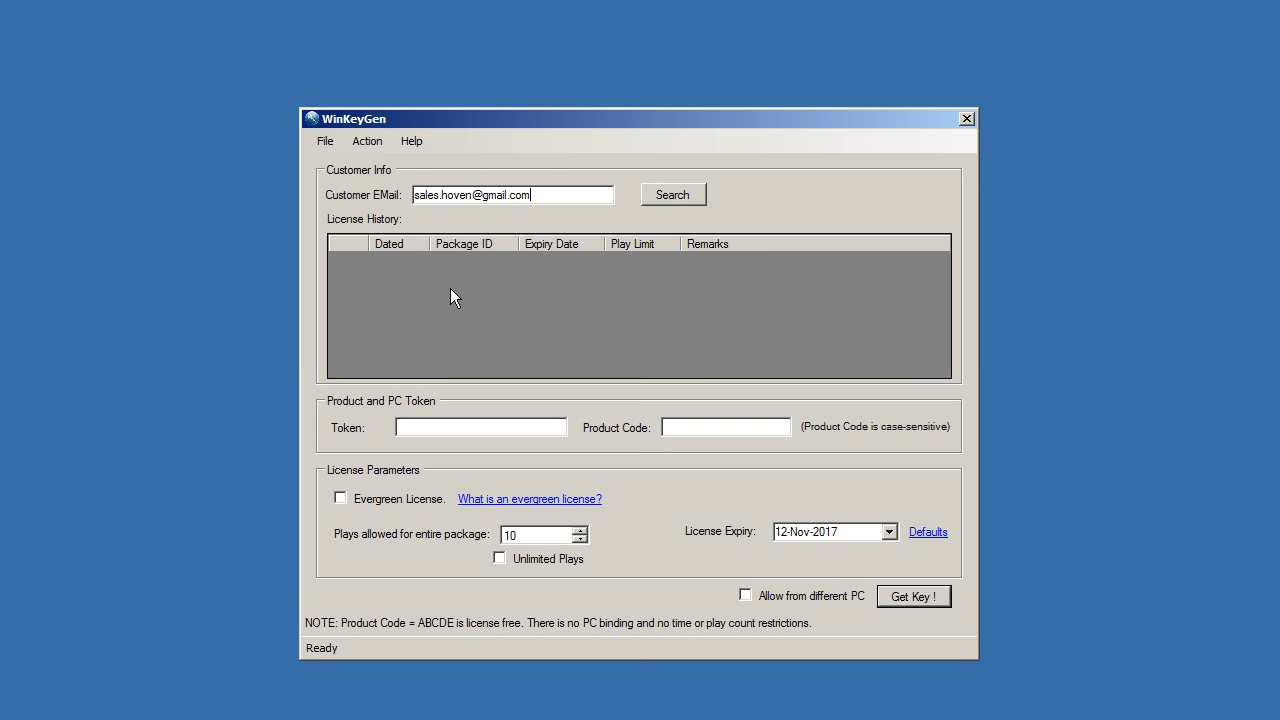 WinKeyGen
File Action Help
Customer Info
Customer EMail: sales.hoven@gmail.com Search
License History:
Dated Package ID Expiry Date Play Limit Remarks
Product and PC Token
Token: Product Code: (Product Code is case-sensitive)
License Parameters
Evergreen License. What is an evergreen license?
Plays allowed for entire package: 10 License Expiry: 12-Nov-2017 Defaults
Unlimited Plays
Allow from different PC Get Key !
NOTE: Product Code = ABCDE is license free. There is no PC binding and no time or play count restrictions.
Ready